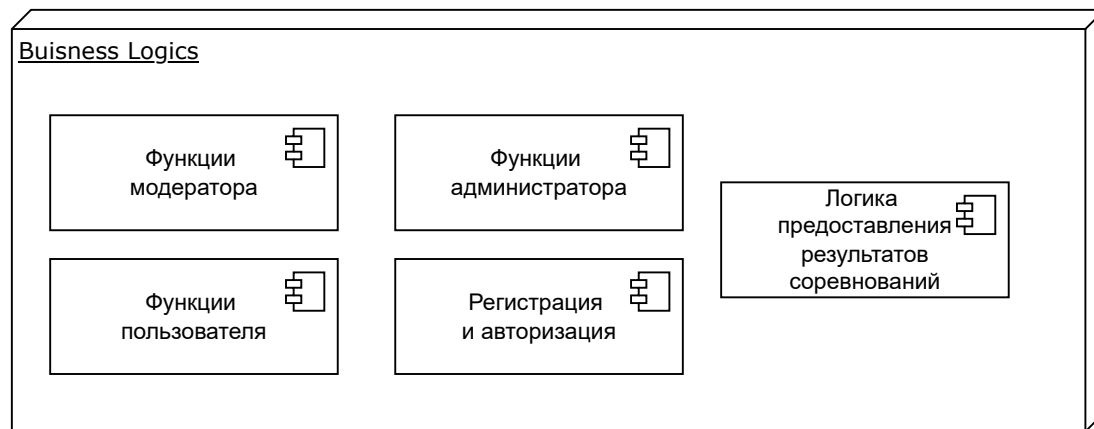 Buisness Logics
Функции
модератора
Функции
администратора
Логика
предоставления
результатов
соревнований
Функции
пользователя
Регистрация
и авторизация